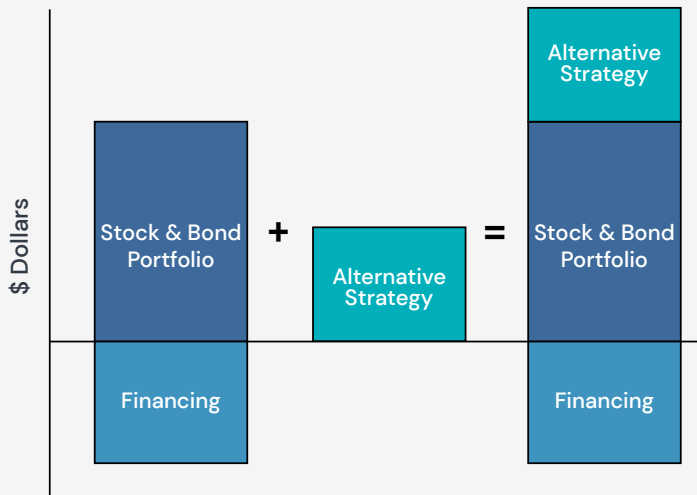 $ Dollars
Stock & Bond
Portfolio
Financing
+
Alternative
Strategy
=
Alternative
Strategy
Stock & Bond
Portfolio
Financing